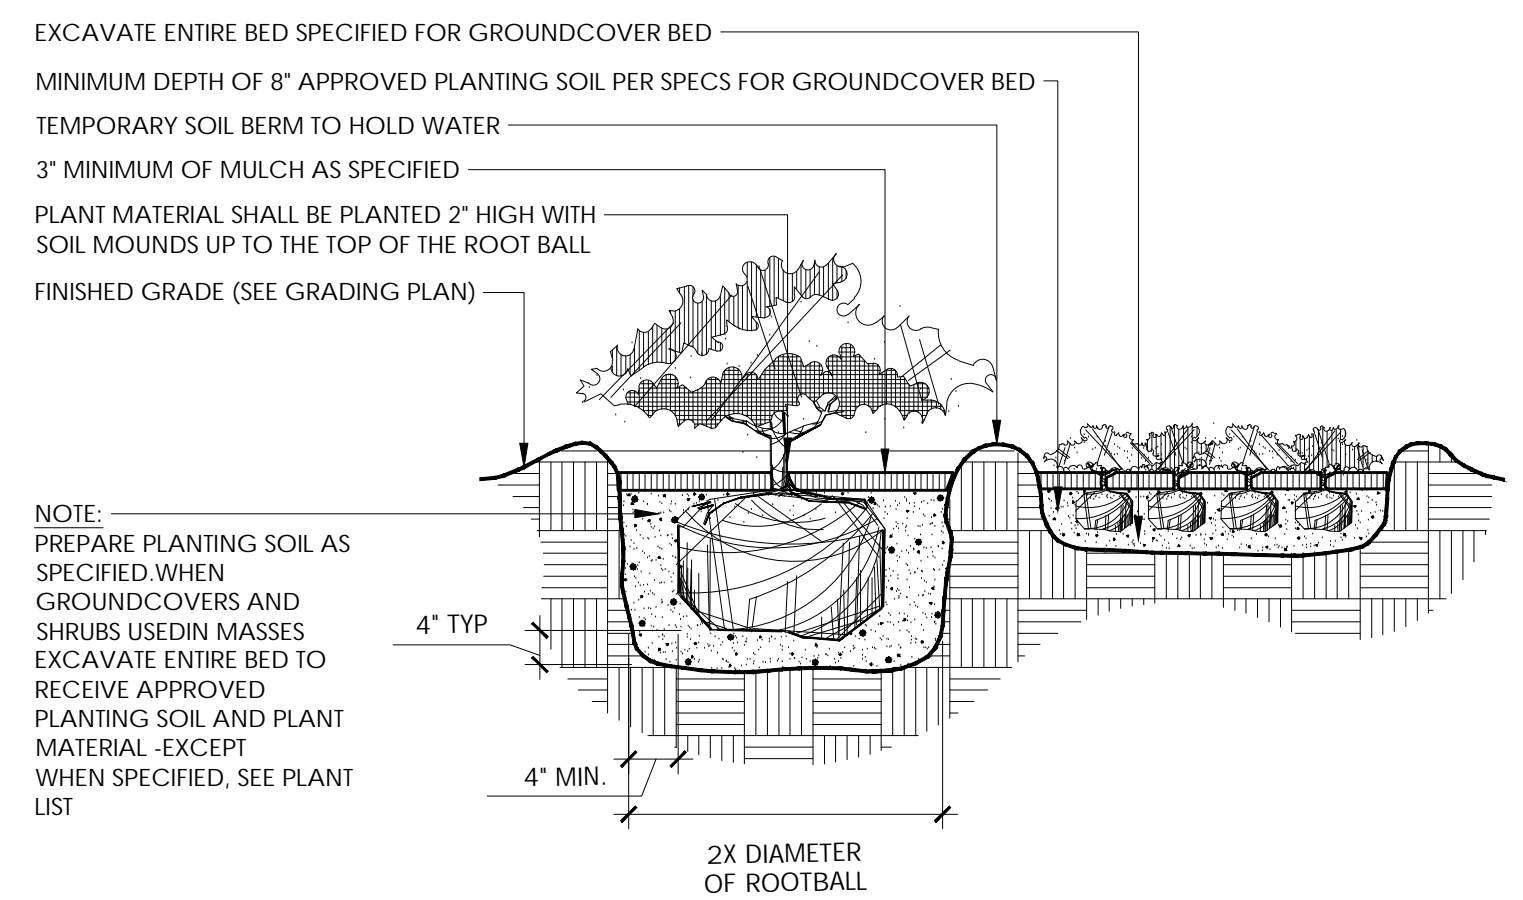 EXCAVATE ENTIRE BED SPECIFIED FOR GROUNDCOVER BED
MINIMUM DEPTH OF 8" APPROVED PLANTING SOIL PER SPECS FOR GROUNDCOVER BED
TEMPORARY SOIL BERM TO HOLD WATER
3" MINIMUM OF MULCH AS SPECIFIED
PLANT MATERIAL SHALL BE PLANTED 2" HIGH WITH
SOIL MOUNDS UP TO THE TOP OF THE ROOT BALL
FINISHED GRADE (SEE GRADING PLAN)
NOTE:
PREPARE PLANTING SOIL AS
SPECIFIED.WHEN
GROUNDCOVERS AND
SHRUBS USEDIN MASSES
EXCAVATE ENTIRE BED TO
RECEIVE APPROVED
PLANTING SOIL AND PLANT
MATERIAL -EXCEPT
WHEN SPECIFIED, SEE PLANT
LIST
4" TYP
4" MIN.
2X DIAMETER
OF ROOTBALL